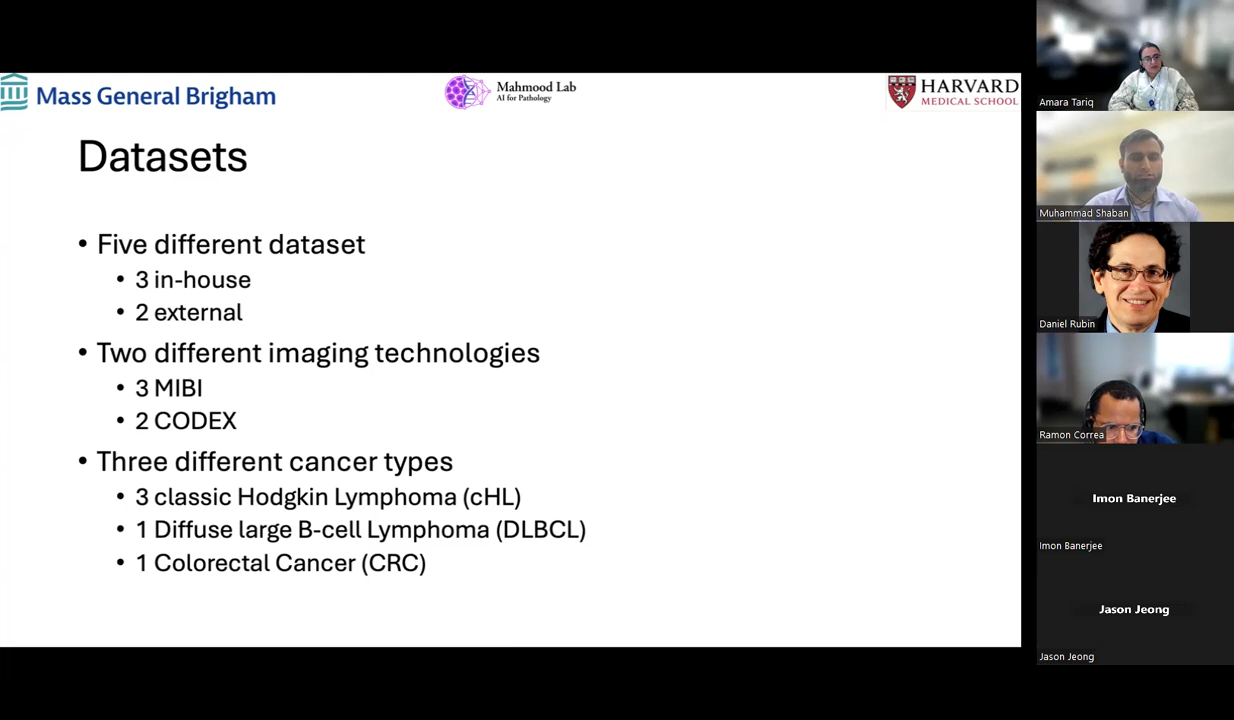 Mass General Brigham
Mahmood Lab
AI for Pathology
HARVARD
MEDICAL SCHOOL
Datasets
• Five different dataset
• 3 in-house
• 2 external
• Two different imaging technologies
• 3 MIBI
• 2 CODEX
• Three different cancer types
• 3 classic Hodgkin Lymphoma (cHL)
• 1 Diffuse large B-cell Lymphoma (DLBCL)
• 1 Colorectal Cancer (CRC)
Amara Tariq
Muhammad Shaban
Daniel Rubin
Ramon Correa
Imon Banerjee
Imon Banerjee
Jason Jeong
Jason Jeong